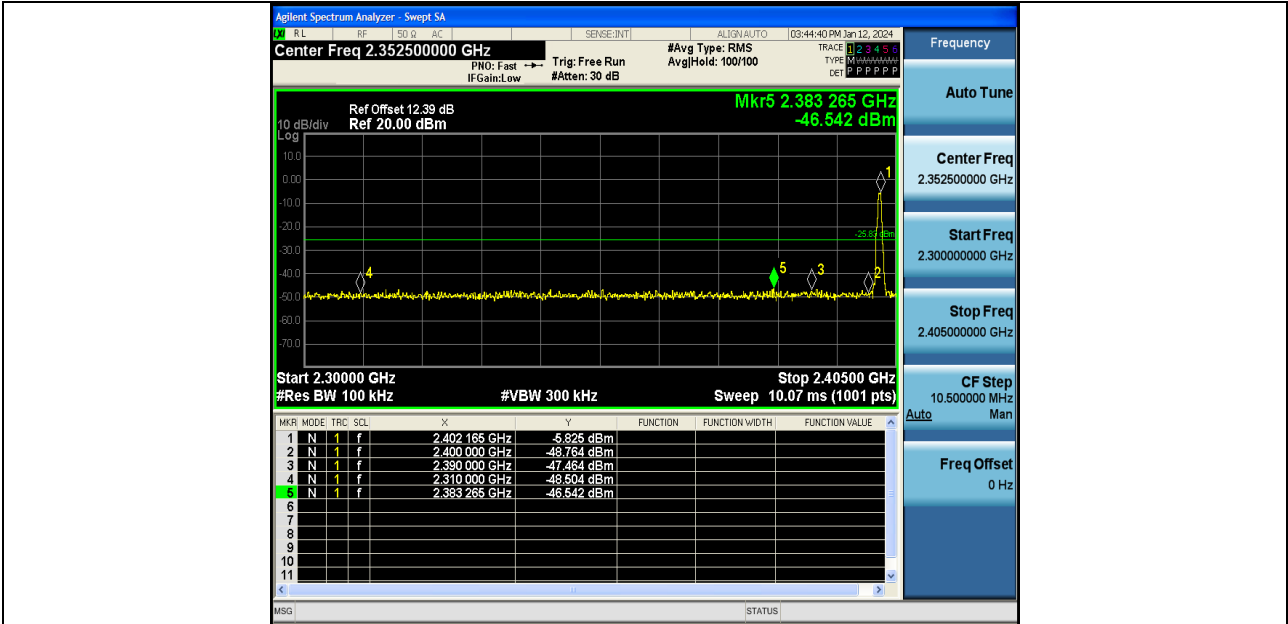 Agilent Spectrum Analyzer - Swept SA
RL RF 50 Ω AC SENSE:INT ALIGN AUTO 03:44:40 PM Jan 12, 2024
Center Freq 2.352500000 GHz
PNO: Fast
IFGain:Low
Trig: Free Run
#Atten: 30 dB
#Avg Type: RMS
Avg|Hold: 100/100
TRACE 1 2 3 4 5 6
TYPE M
DET P P P P P P
Ref Offset 12.39 dB
10 dB/div Ref 20.00 dBm
Log
Mkr5 2.383 265 GHz
-46.542 dBm
10.0
0.00
-10.0
-20.0
-30.0
-40.0
-50.0
-60.0
-70.0
1
-25.83 dBm
4
5
3
2
Start 2.30000 GHz Stop 2.40500 GHz
#Res BW 100 kHz #VBW 300 kHz Sweep 10.07 ms (1001 pts)
MKR MODE TRC SCL X Y FUNCTION FUNCTION WIDTH FUNCTION VALUE
1 N 1 f 2.402 165 GHz -5.825 dBm
2 N 1 f 2.400 000 GHz -48.764 dBm
3 N 1 f 2.390 000 GHz -47.464 dBm
4 N 1 f 2.310 000 GHz -48.504 dBm
5 N 1 f 2.383 265 GHz -46.542 dBm
6
7
8
9
10
11
MSG STATUS
Frequency
Auto Tune
Center Freq
2.352500000 GHz
Start Freq
2.300000000 GHz
Stop Freq
2.405000000 GHz
CF Step
10.500000 MHz
Auto Man
Freq Offset
0 Hz